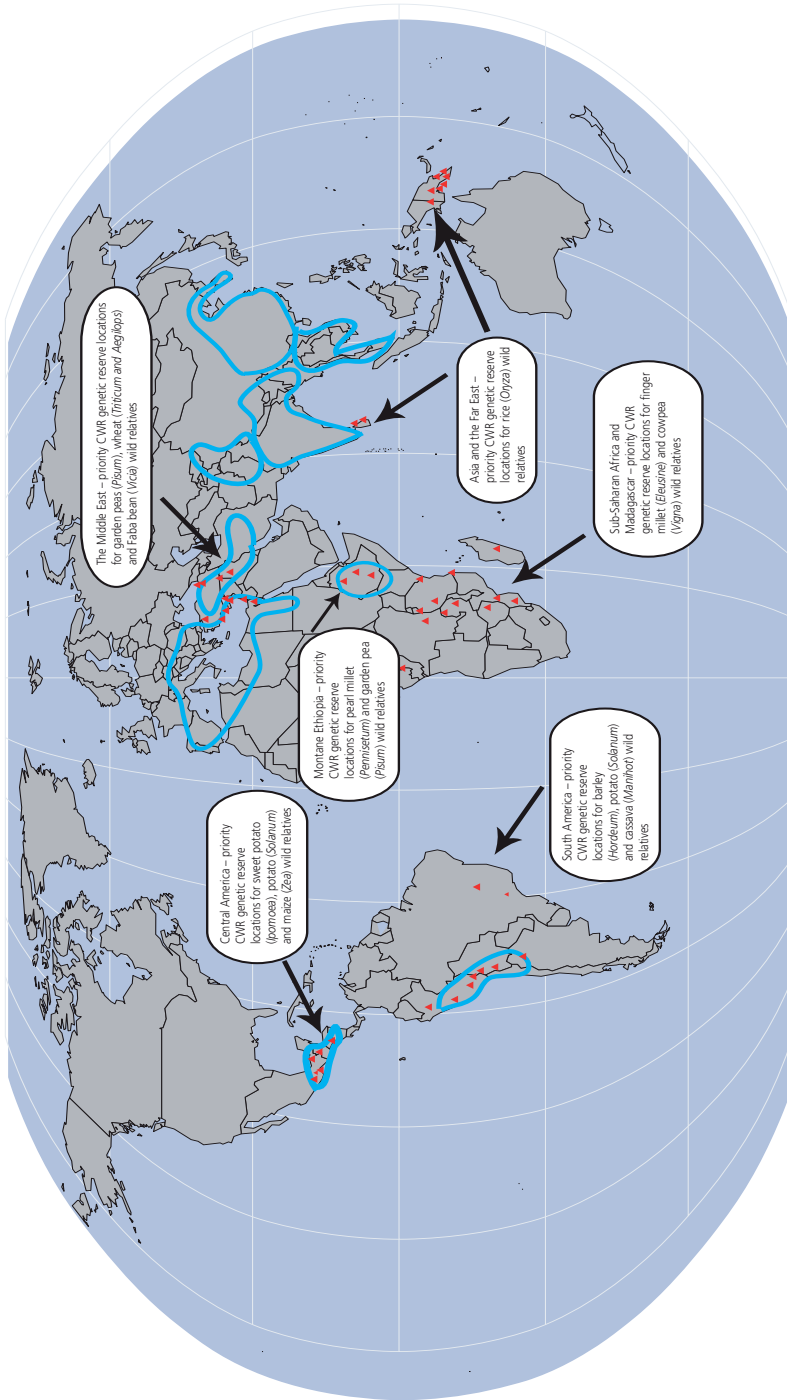 Central America – priority
CWR genetic reserve
locations for sweet potato
(Ipomoea), potato (Solanum)
and maize (Zea) wild relatives
The Middle East – priority CWR genetic reserve locations
for garden peas (Pisum), wheat (Triticum and Aegilops)
and Faba bean (Vicia) wild relatives
Montane Ethiopia – priority
CWR genetic reserve
locations for pearl millet
(Pennisetum) and garden pea
(Pisum) wild relatives
Asia and the Far East –
priority CWR genetic reserve
locations for rice (Oryza) wild
relatives
South America – priority
CWR genetic reserve
locations for barley
(Hordeum), potato (Solanum)
and cassava (Manihot) wild
relatives
Sub-Saharan Africa and
Madagascar – priority CWR
genetic reserve locations for finger
millet (Eleusine) and cowpea
(Vigna) wild relatives